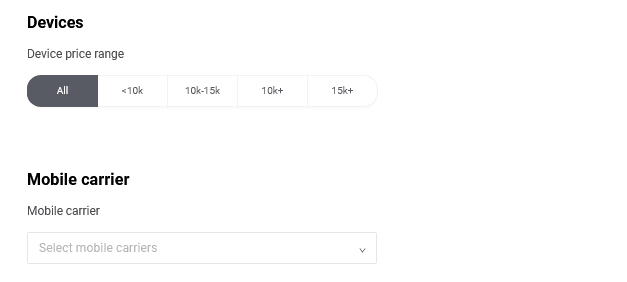 Devices
Device price range
All <10k 10k-15k 10k+ 15k+
Mobile carrier
Mobile carrier
Select mobile carriers